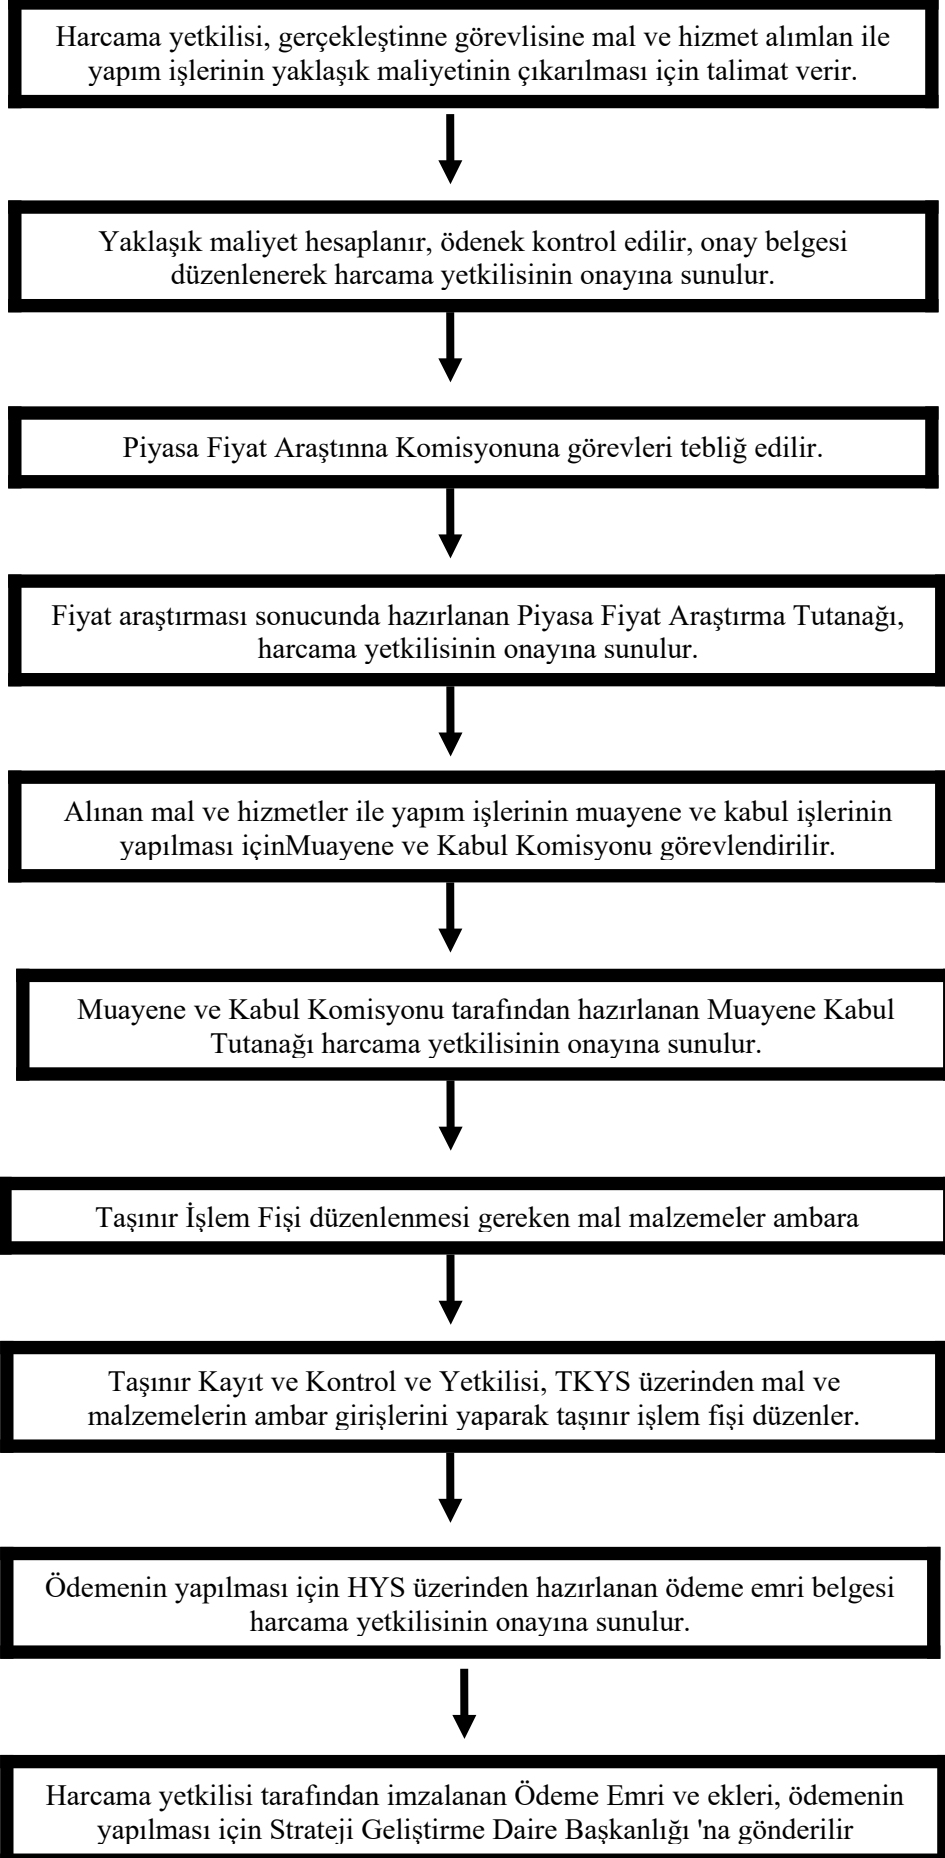 Harcama yetkilisi, gerçekleştinne görevlisine mal ve hizmet alımlan ile
yapım işlerinin yaklaşık maliyetinin çıkarılması için talimat verir.
Yaklaşık maliyet hesaplanır, ödenek kontrol edilir, onay belgesi
düzenlenerek harcama yetkilisinin onayına sunulur.
Piyasa Fiyat Araştınna Komisyonuna görevleri tebliğ edilir.
Fiyat araştırması sonucunda hazırlanan Piyasa Fiyat Araştırma Tutanağı,
harcama yetkilisinin onayına sunulur.
Alınan mal ve hizmetler ile yapım işlerinin muayene ve kabul işlerinin
yapılması içinMuayene ve Kabul Komisyonu görevlendirilir.
Muayene ve Kabul Komisyonu tarafından hazırlanan Muayene Kabul
Tutanağı harcama yetkilisinin onayına sunulur.
Taşınır İşlem Fişi düzenlenmesi gereken mal malzemeler ambara
Taşınır Kayıt ve Kontrol ve Yetkilisi, TKYS üzerinden mal ve
malzemelerin ambar girişlerini yaparak taşınır işlem fişi düzenler.
Ödemenin yapılması için HYS üzerinden hazırlanan ödeme emri belgesi
harcama yetkilisinin onayına sunulur.
Harcama yetkilisi tarafından imzalanan Ödeme Emri ve ekleri, ödemenin
yapılması için Strateji Geliştirme Daire Başkanlığı 'na gönderilir